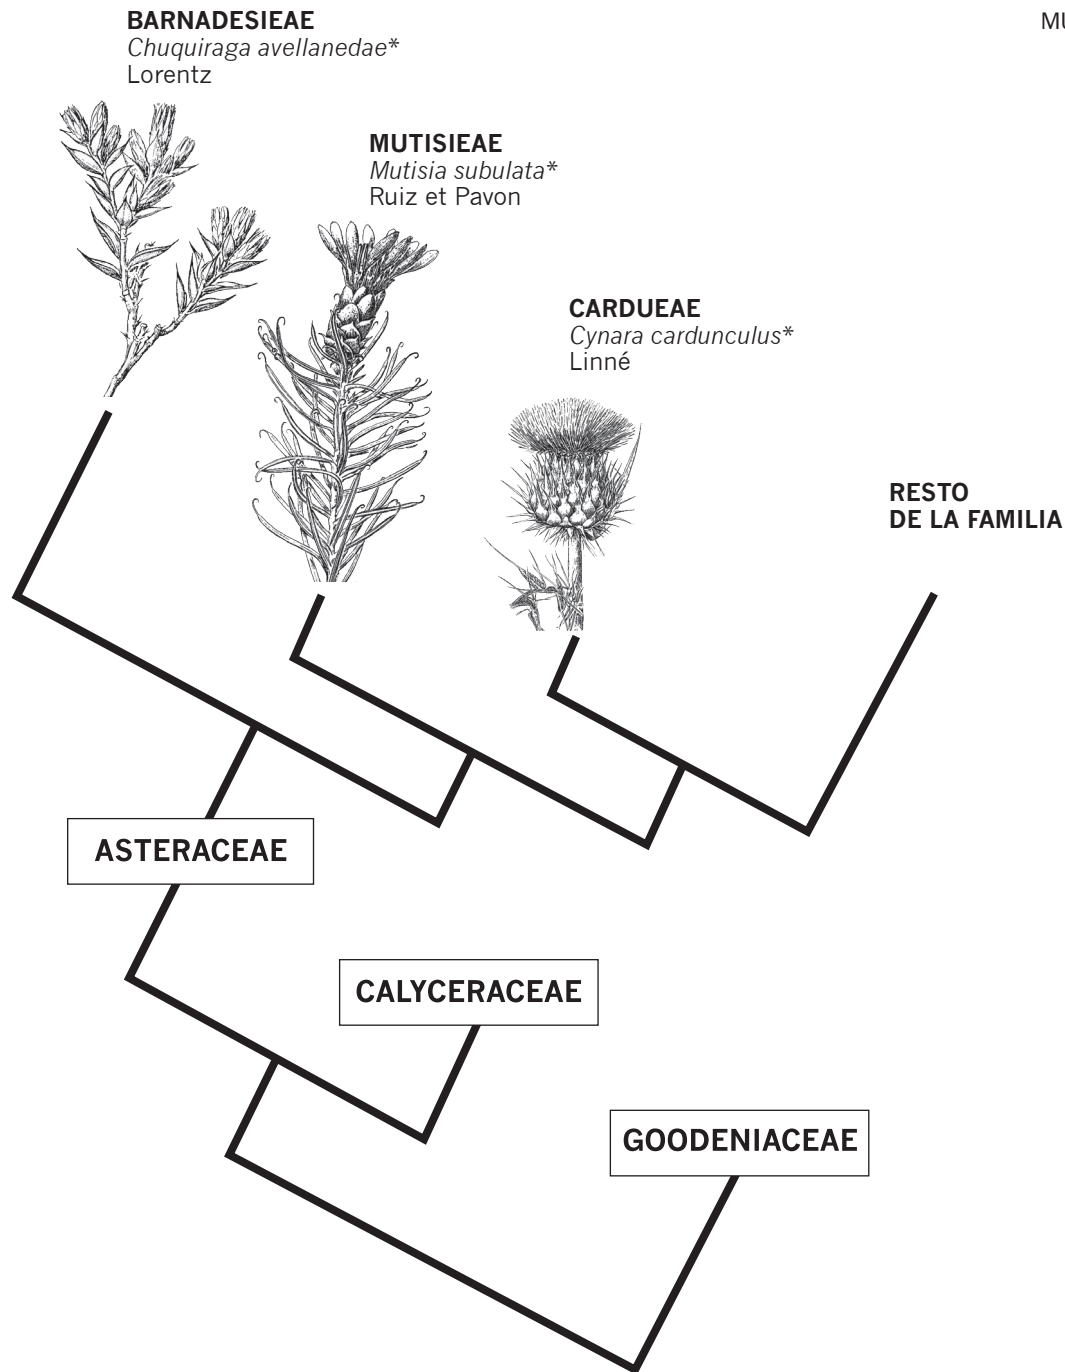 BARNADESIEAE
Chuquiraga avellanedae*
Lorentz
MUTISIEAE
Mutisia subulata*
Ruiz et Pavon
CARDUEAE
Cynara cardunculus*
Linné
RESTO
DE LA FAMILIA
ASTERACEAE
CALYCERACEAE
GOODENIACEAE